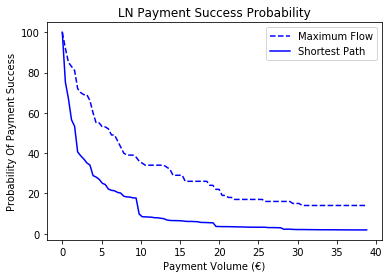 LN Payment Success Probability
Maximum Flow
Shortest Path
Probability Of Payment Success
100
80
60
40
20
0
0 5 10 15 20 25 30 35 40
Payment Volume (€)